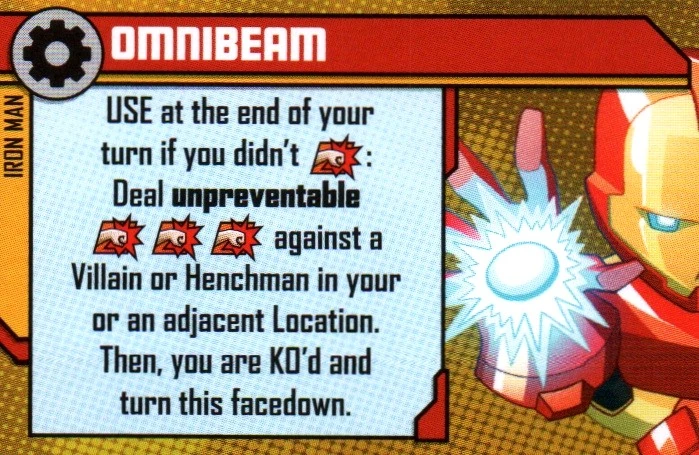 OMNIBEAM
IRON MAN
USE at the end of your
turn if you didn't :
Deal unpreventable
against a
Villain or Henchman in your
or an adjacent Location.
Then, you are KO'd and
turn this facedown.